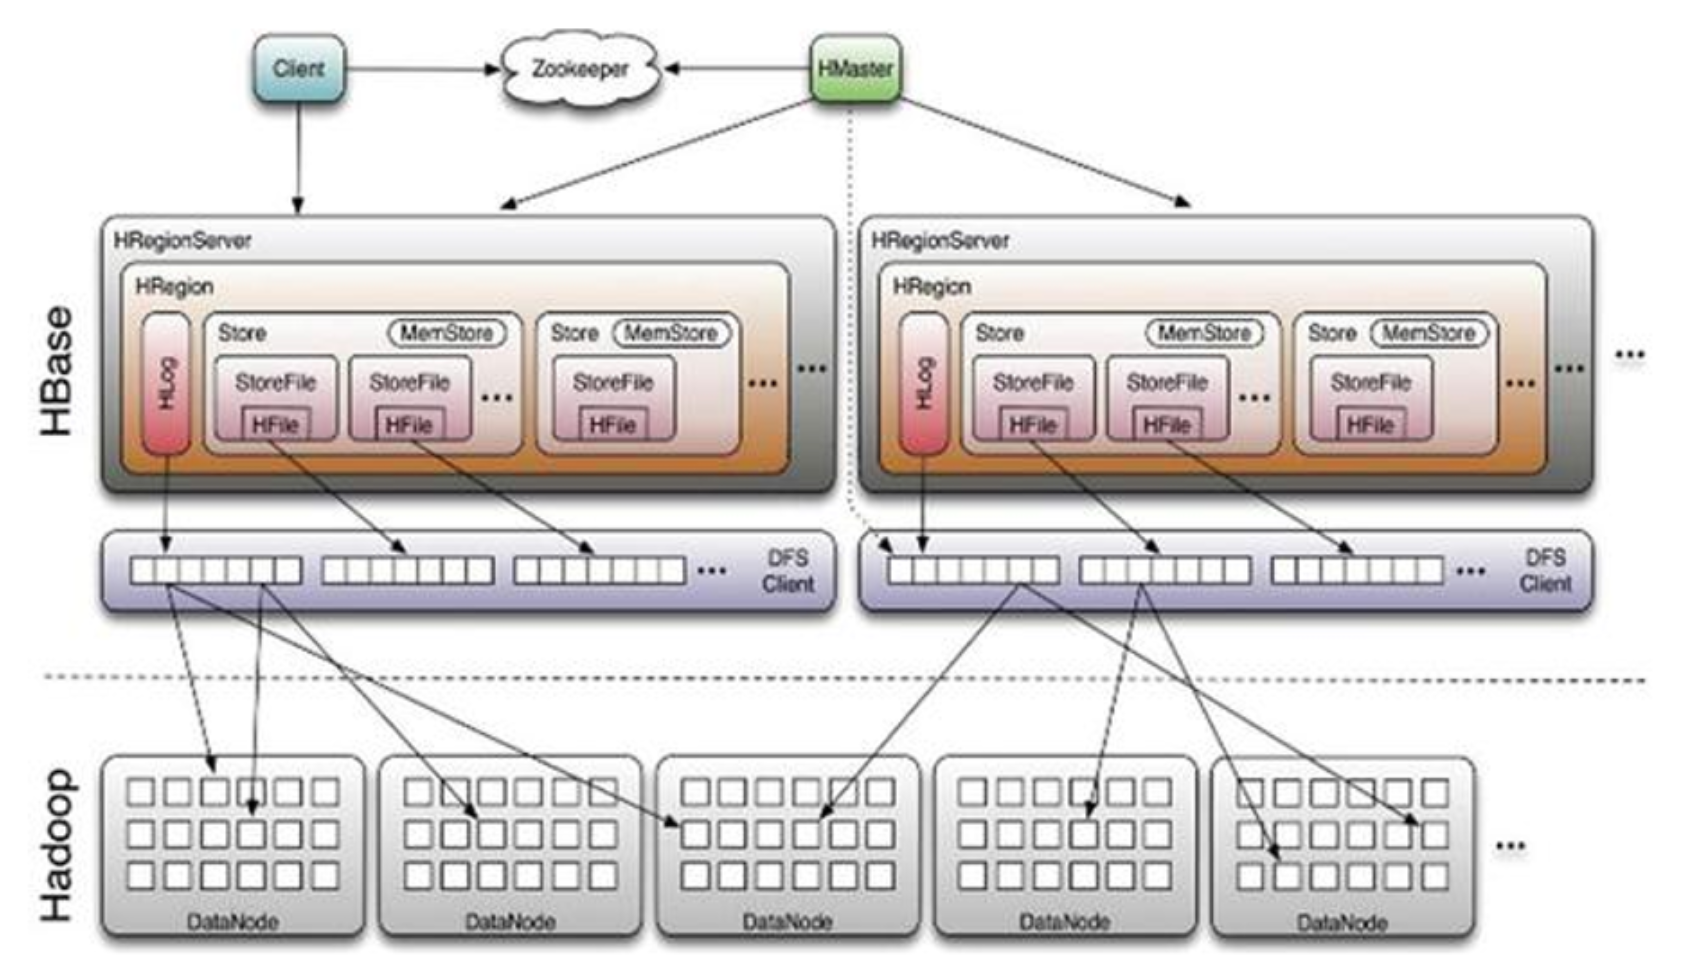 Client
Zookeeper
HMaster
HBase
HRegionServer
HRegion
HLog
Store
MemStore
StoreFile
HFile
StoreFile
HFile
...
Store
MemStore
StoreFile
HFile
...
...
HRegionServer
HRegion
HLog
Store
MemStore
StoreFile
HFile
StoreFile
HFile
...
Store
MemStore
StoreFile
HFile
...
...
...
...
DFS
Client
...
DFS
Client
Hadoop
DataNode
DataNode
DataNode
DataNode
DataNode
...